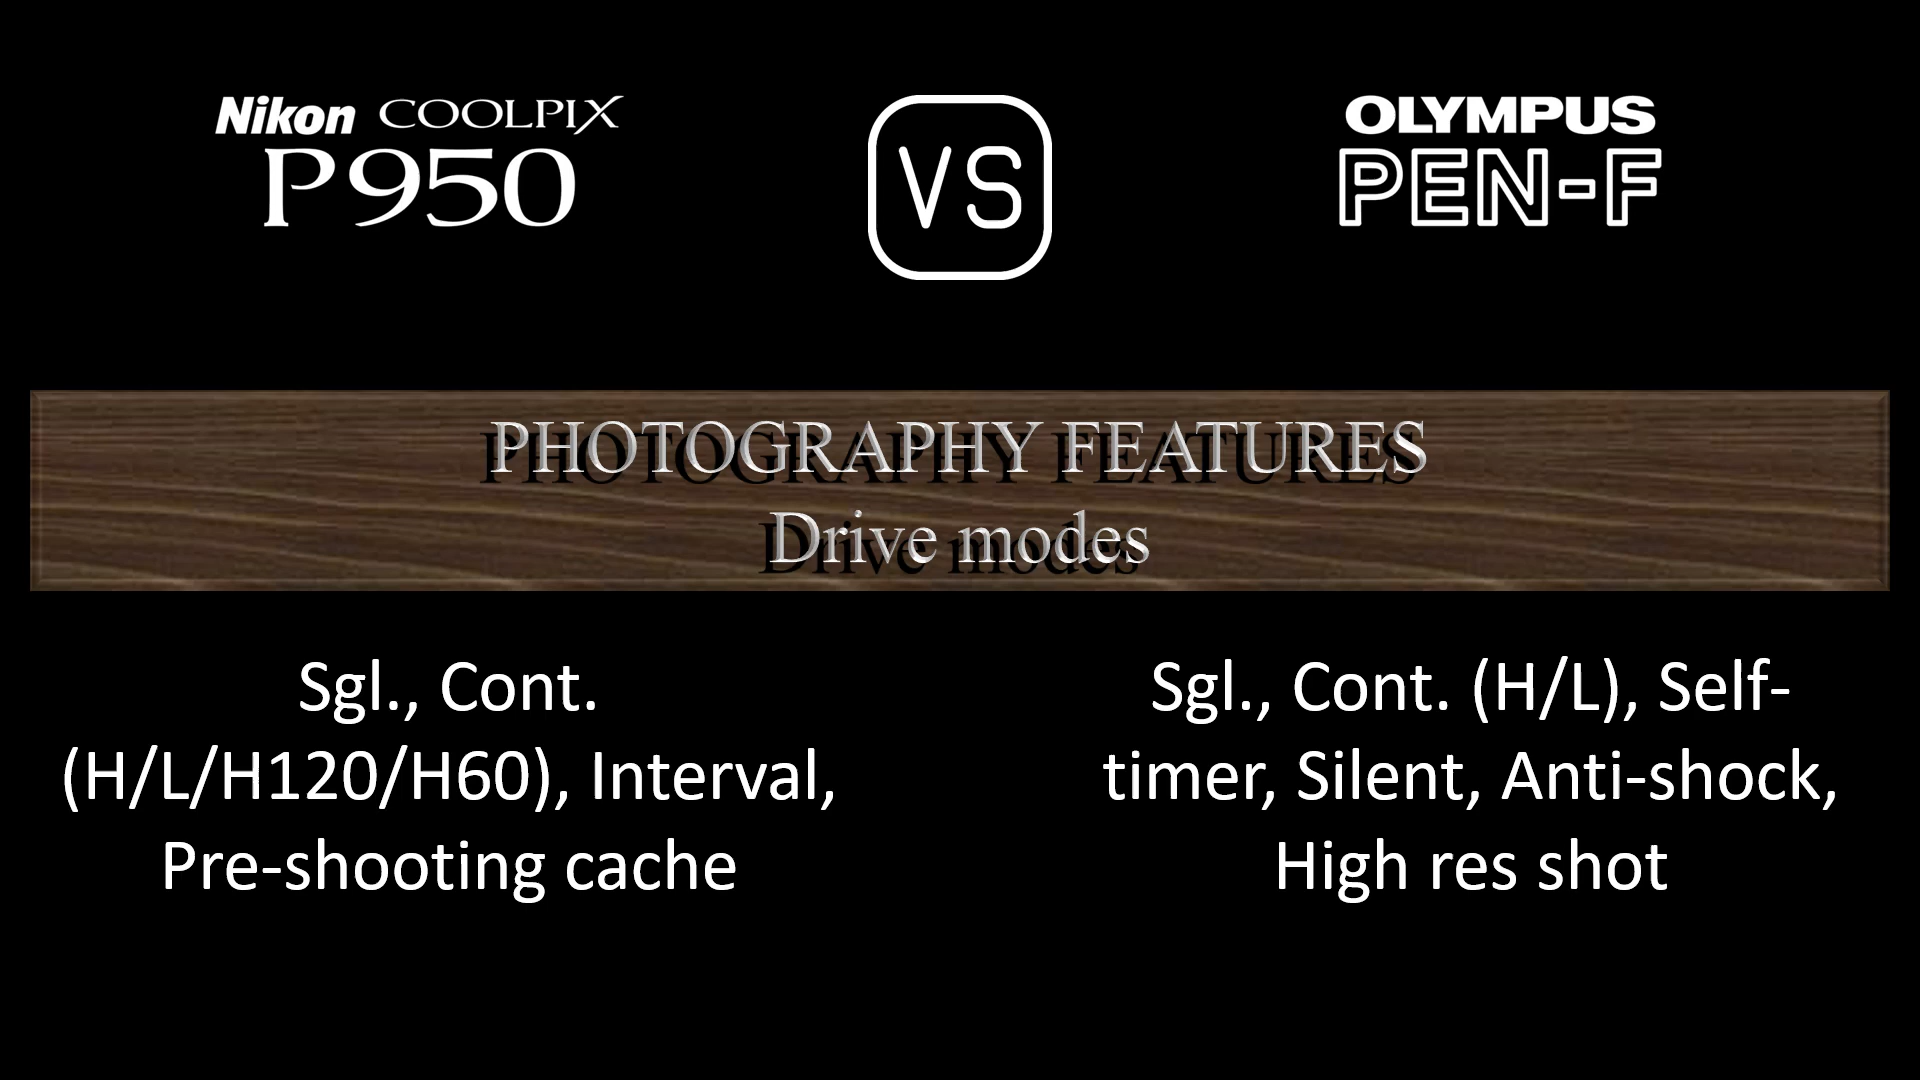 Nikon COOLPIX
P950
VS
OLYMPUS
PEN-F
PHOTOGRAPHY FEATURES
Drive modes
Sgl., Cont.
(H/L/H120/H60), Interval,
Pre-shooting cache
Sgl., Cont. (H/L), Self-
timer, Silent, Anti-shock,
High res shot